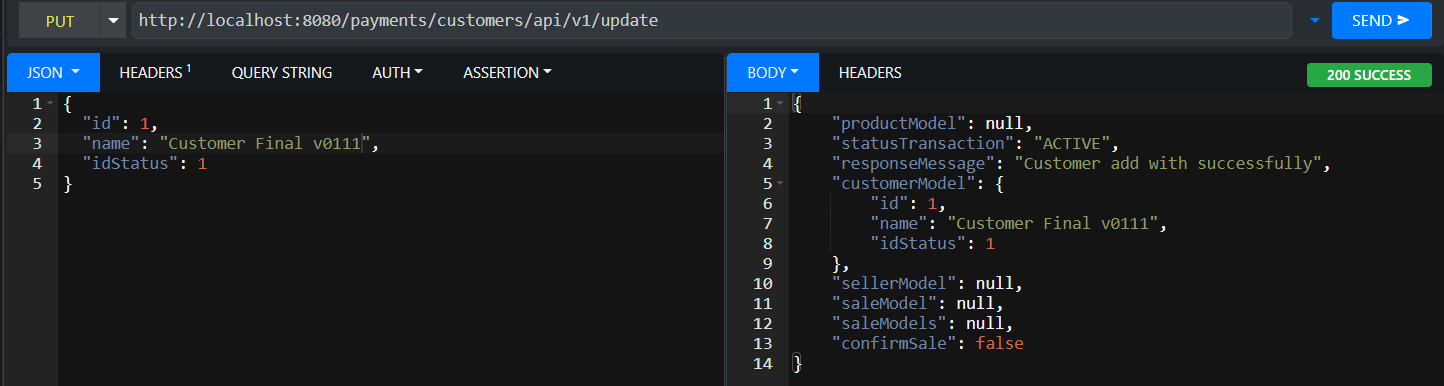 PUT http://localhost:8080/payments/customers/api/v1/update SEND
JSON HEADERS 1 QUERY STRING AUTH ASSERTION
1 {
2 "id": 1,
3 "name": "Customer Final v0111",
4 "idStatus": 1
5 }
BODY HEADERS 200 SUCCESS
1 {
2 "productModel": null,
3 "statusTransaction": "ACTIVE",
4 "responseMessage": "Customer add with successfully",
5 "customerModel": {
6 "id": 1,
7 "name": "Customer Final v0111",
8 "idStatus": 1
9 },
10 "sellerModel": null,
11 "saleModel": null,
12 "saleModels": null,
13 "confirmSale": false
14 }